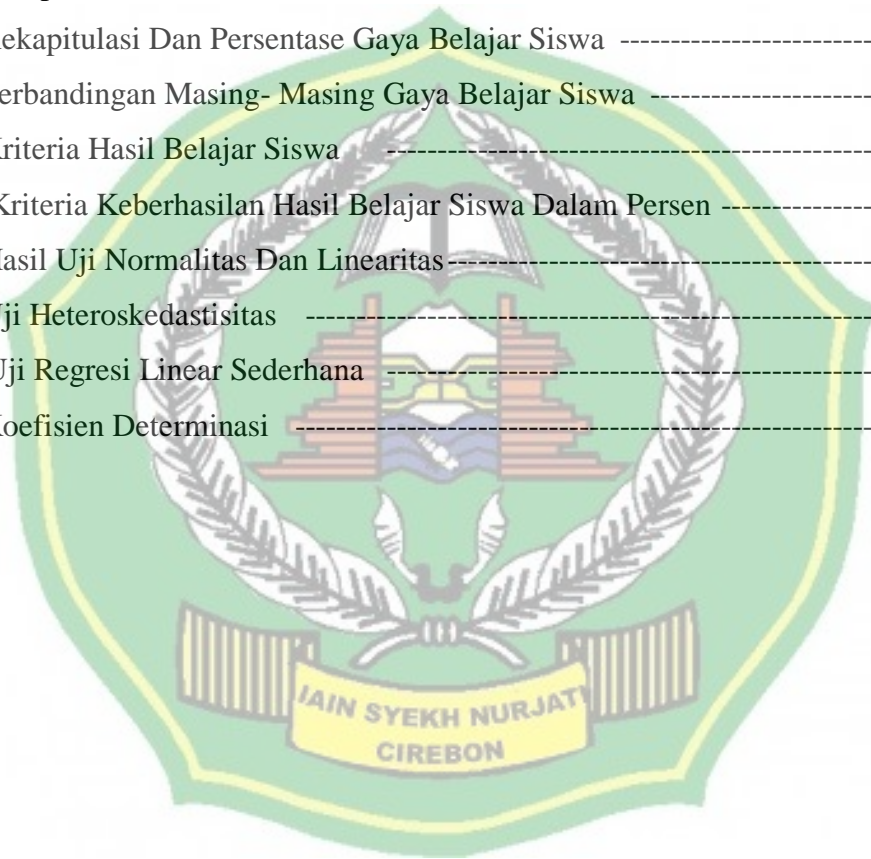 ekapitulasi Dan Persentase Gaya Belajar Siswa ------------------------
erbandingan Masing- Masing Gaya Belajar Siswa ---------------------
riteria Hasil Belajar Siswa ----------------------------------------------
Kriteria Keberhasilan Hasil Belajar Siswa Dalam Persen --------------
asil Uji Normalitas Dan Linearitas ----------------------------------------
ji Heteroskedastisitas ------------------------------------------------------
Uji Regresi Linear Sederhana ----------------------------------------------
oefisien Determinasi -------------------------------------------------------
IAIN SYEKH NURJATI
CIREBON